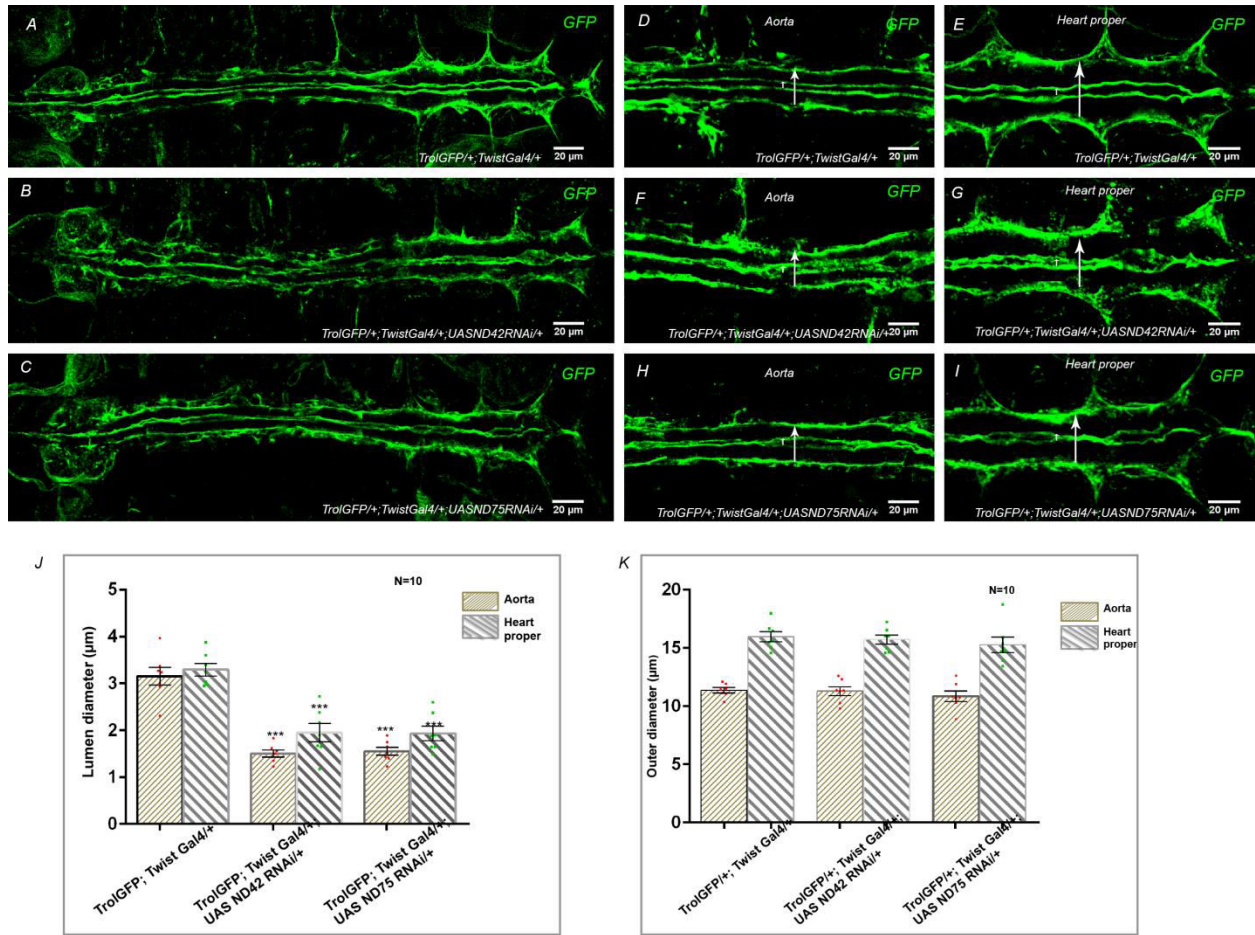 A
GFP
TrolGFP/+;TwistGal4/+
20 µm
D
Aorta
GFP
T
TrolGFP/+;TwistGal4/+
20 µm
E
Heart proper
GFP
T
TrolGFP/+;TwistGal4/+
20 µm
B
GFP
TrolGFP/+;TwistGal4/+;UASND42RNAi/+
20 µm
F
Aorta
GFP
T
TrolGFP/+;TwistGal4/+;UASND42RNAi/+
20 µm
G
Heart proper
GFP
T
TrolGFP/+;TwistGal4/+;UASND42RNAi/+
20 µm
C
GFP
TrolGFP/+;TwistGal4/+;UASND75RNAi/+
20 µm
H
Aorta
GFP
T
TrolGFP/+;TwistGal4/+;UASND75RNAi/+
20 µm
I
Heart proper
GFP
T
TrolGFP/+;TwistGal4/+;UASND75RNAi/+
20 µm
J
N=10
Aorta
Heart
proper
Lumen diameter (µm)
5
4
3
2
1
0
***
***
***
***
TrolGFP; Twist Gal4/+
TrolGFP; Twist Gal4/+;
UAS ND42 RNAi/+
TrolGFP; Twist Gal4/+;
UAS ND75 RNAi/+
K
N=10
Aorta
Heart
proper
Outer diameter (µm)
20
15
10
5
0
TrolGFP/+; Twist Gal4/+
TrolGFP/+; Twist Gal4/+;
UAS ND42 RNAi/+
TrolGFP/+; Twist Gal4/+;
UAS ND75 RNAi/+